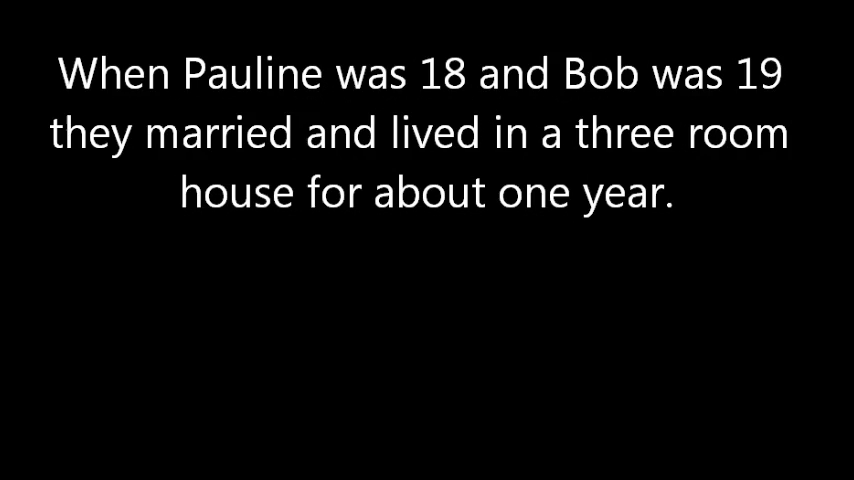 When Pauline was 18 and Bob was 19
they married and lived in a three room
house for about one year.